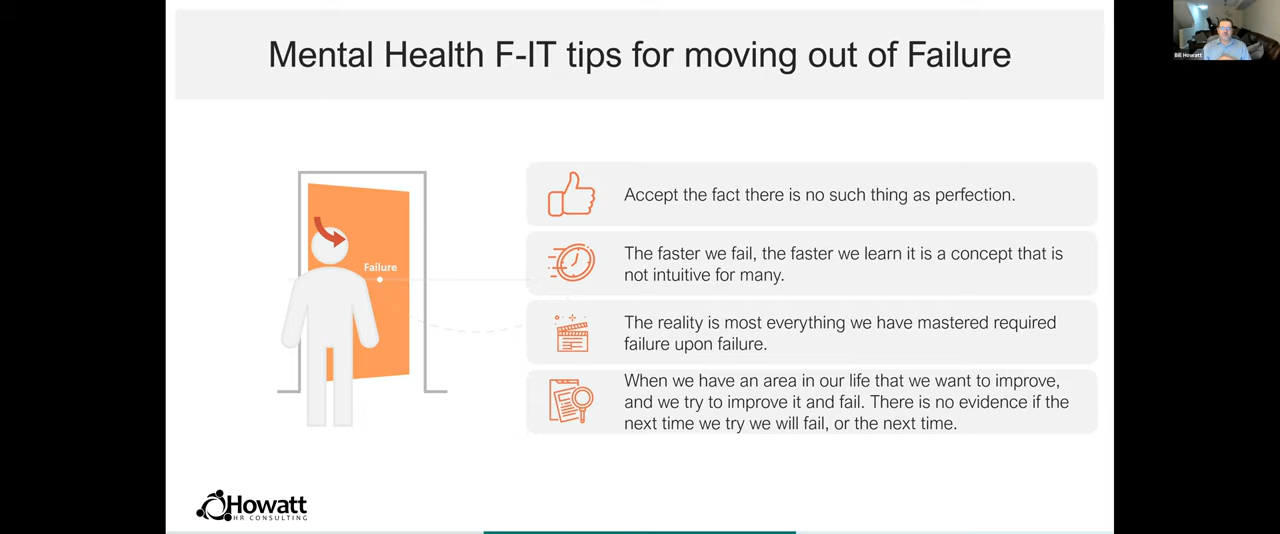 Mental Health F-IT tips for moving out of Failure
Bill Howatt
Accept the fact there is no such thing as perfection.
The faster we fail, the faster we learn it is a concept that is
not intuitive for many.
Failure
The reality is most everything we have mastered required
failure upon failure.
When we have an area in our life that we want to improve,
and we try to improve it and fail. There is no evidence if the
next time we try we will fail, or the next time.
Howatt
HR CONSULTING